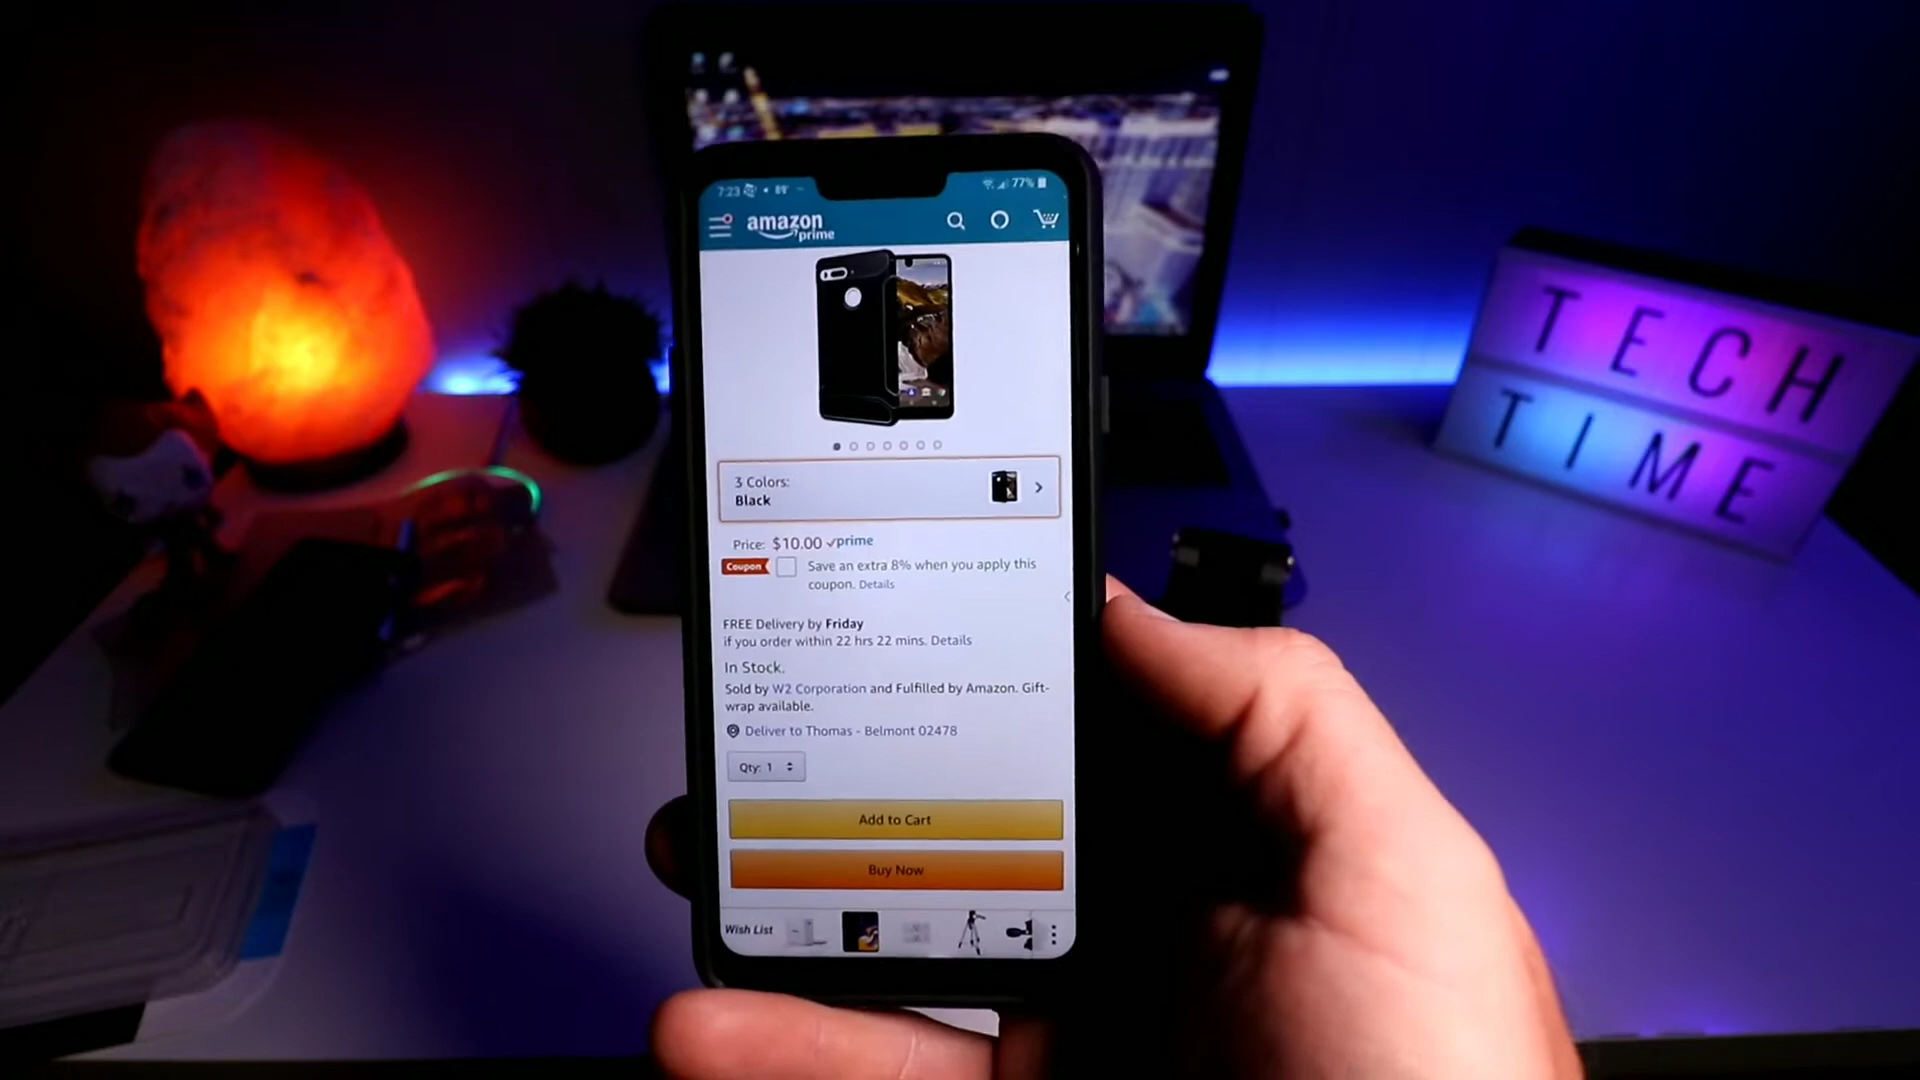 7:23
77%
amazon
prime
3 Colors:
Black
Price: $10.00 prime
Coupon
Save an extra 8% when you apply this
coupon. Details
FREE Delivery by Friday
if you order within 22 hrs 22 mins. Details
In Stock.
Sold by W2 Corporation and Fulfilled by Amazon. Gift-
wrap available.
Deliver to Thomas - Belmont 02478
Qty: 1
Add to Cart
Buy Now
Wish List
TECH
TIME